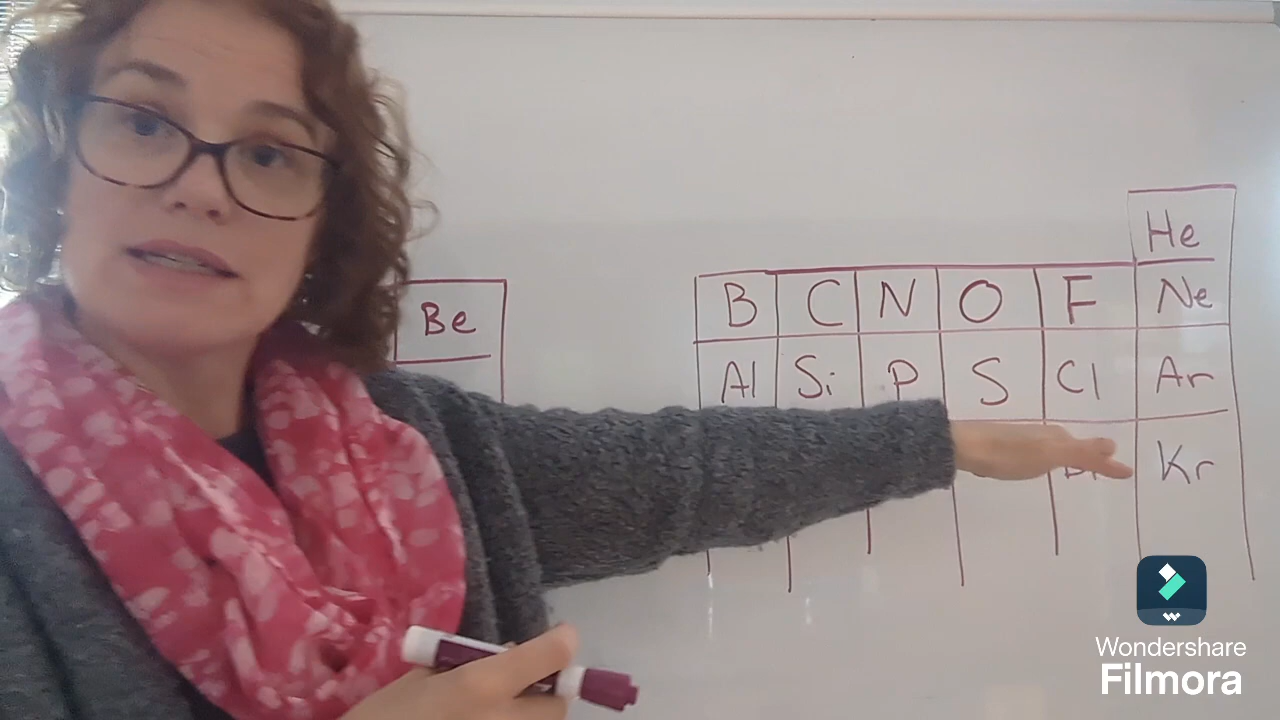 He
Be B C N O F Ne
Al Si P S Cl Ar
Kr
Wondershare
Filmora